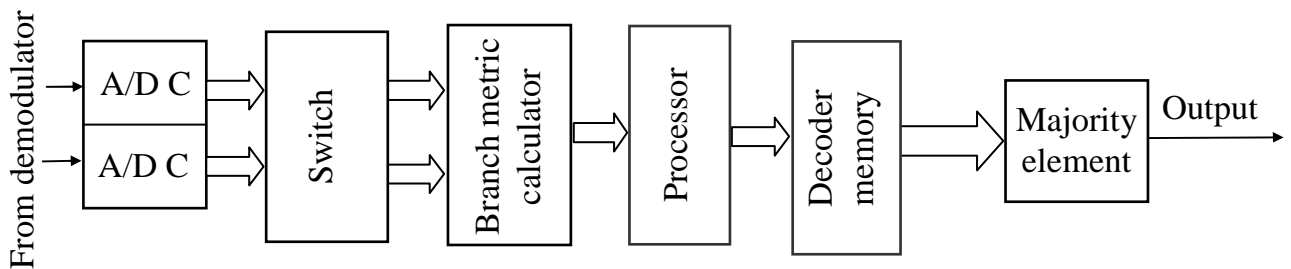 From demodulator
A/D C
A/D C
Switch
Branch metric
calculator
Processor
Decoder
memory
Majority
element
Output